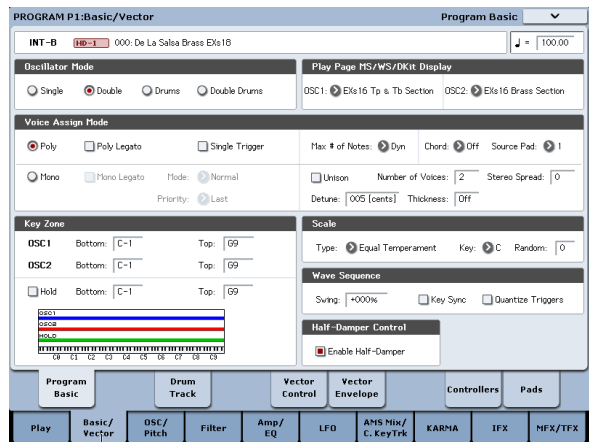 PROGRAM P1:Basic/Vector Program Basic
INT-B HD-1 000: De La Salsa Brass EXs18 ♩ = 100.00
Oscillator Mode
Single Double Drums Double Drums
Play Page MS/WS/DKit Display
OSC1: EXs16 Tp & Tb Section OSC2: EXs16 Brass Section
Voice Assign Mode
Poly Poly Legato Single Trigger Max # of Notes: Dyn Chord: Off Source Pad: 1
Mono Mono Legato Mode: Normal Unison Number of Voices: 2 Stereo Spread: 0
Priority: Last Detune: 005 [cents] Thickness: Off
Key Zone
OSC1 Bottom: C-1 Top: G9
OSC2 Bottom: C-1 Top: G9
Hold Bottom: C-1 Top: G9
OSC1
OSC2
HOLD
C0 C1 C2 C3 C4 C5 C6 C7 C8 C9
Scale
Type: Equal Temperament Key: C Random: 0
Wave Sequence
Swing: +000% Key Sync Quantize Triggers
Half-Damper Control
Enable Half-Damper
Program Basic Drum Track Vector Control Vector Envelope Controllers Pads
Play Basic/Vector OSC/Pitch Filter Amp/EQ LFO AMS Mix/C.KeyTrk KARMA IFX MFX/TFX